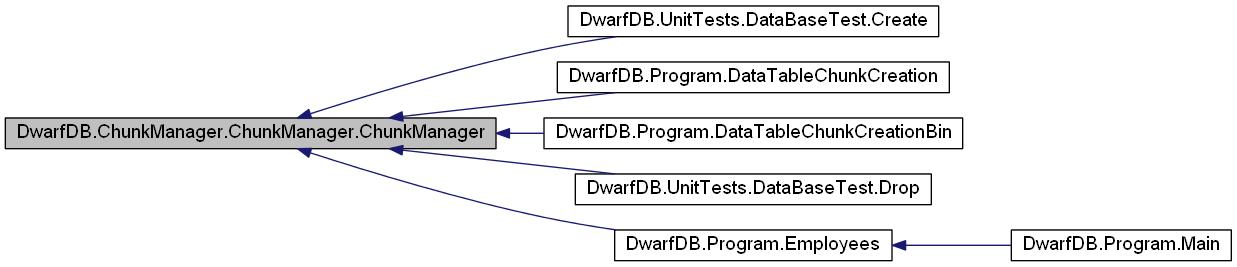 DwarfDB.UnitTests.DataBaseTest.Create
DwarfDB.Program.DataTableChunkCreation
DwarfDB.ChunkManager.ChunkManager.ChunkManager
DwarfDB.Program.DataTableChunkCreationBin
DwarfDB.UnitTests.DataBaseTest.Drop
DwarfDB.Program.Employees
DwarfDB.Program.Main